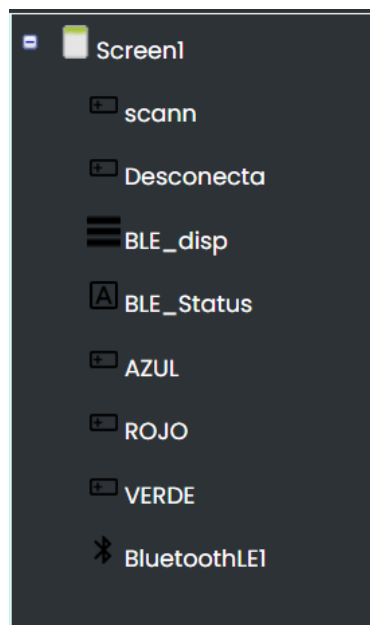 Screen1
scann
Desconecta
BLE_disp
A BLE_Status
AZUL
ROJO
VERDE
BluetoothLE1